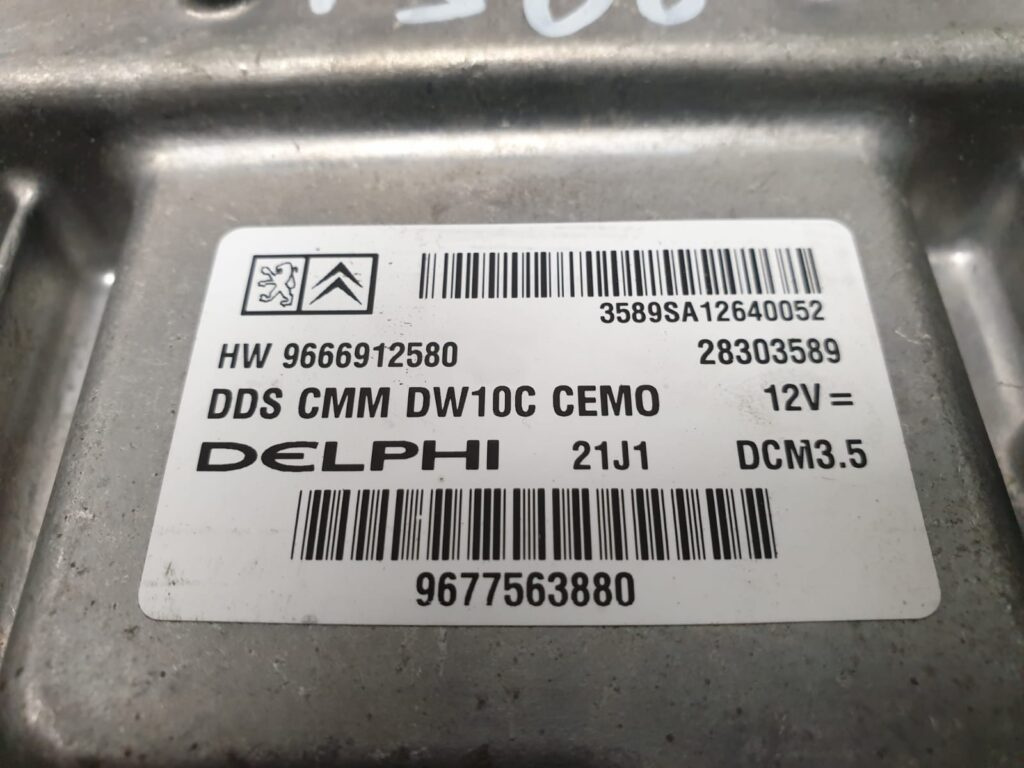 3589SA12640052
HW 9666912580 28303589
DDS CMM DW10C CEMO 12V =
DELPHI 21J1 DCM3.5
9677563880